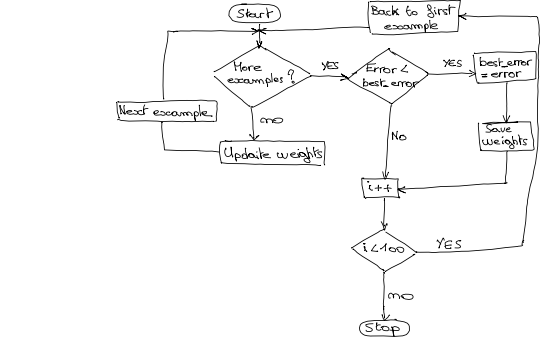 Start
Back to first
example
More
examples?
YES
Error <
best_error
YES
best_error
= error
Next example
no
Update weights
No
Save
weights
i++
i<100
YES
no
Stop